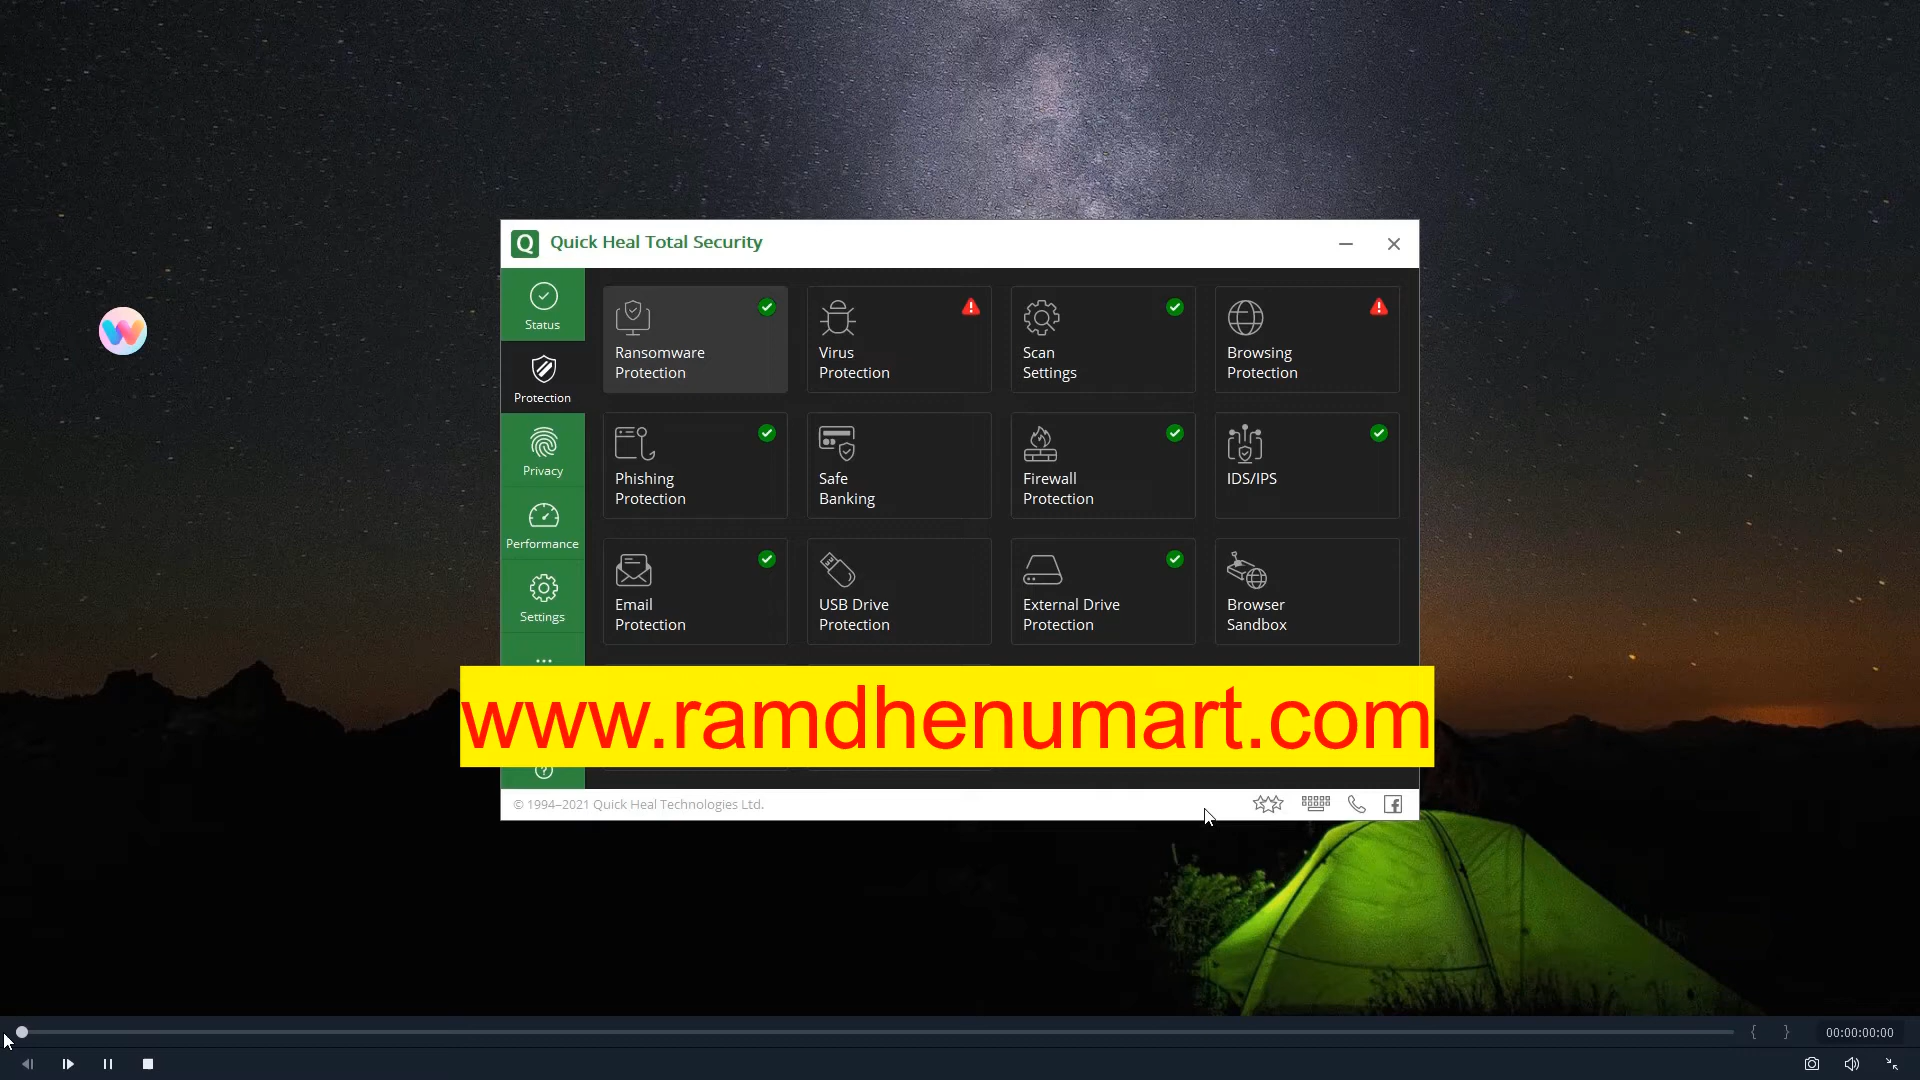 Quick Heal Total Security
Status
Protection
Privacy
Performance
Settings
Ransomware
Protection
Virus
Protection
Scan
Settings
Browsing
Protection
Phishing
Protection
Safe
Banking
Firewall
Protection
IDS/IPS
Email
Protection
USB Drive
Protection
External Drive
Protection
Browser
Sandbox
www.ramdhenumart.com
© 1994–2021 Quick Heal Technologies Ltd.
{ } 00:00:00:00